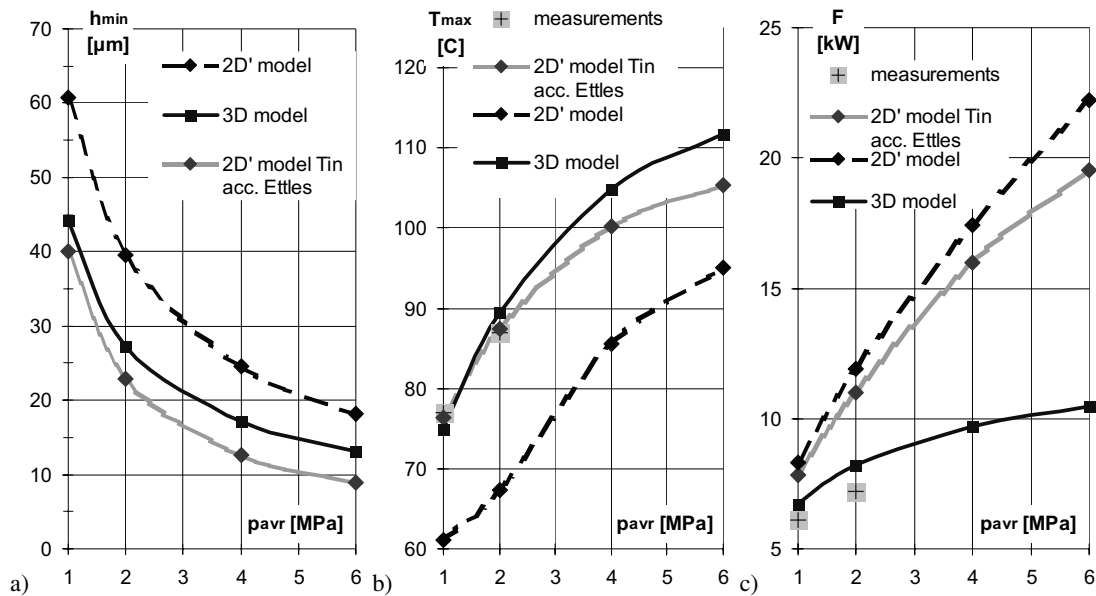 hmin
[µm]
2D' model
3D model
2D' model Tin
acc. Ettles
70
60
50
40
30
20
10
0
pavr [MPa]
1 2 3 4 5 6
a)
Tmax
[C]
measurements
2D' model Tin
acc. Ettles
2D' model
3D model
120
110
100
90
80
70
60
pavr [MPa]
1 2 3 4 5 6
b)
F
[kW]
measurements
2D' model Tin
acc. Ettles
2D' model
3D model
25
20
15
10
5
pavr [MPa]
1 2 3 4 5 6
c)